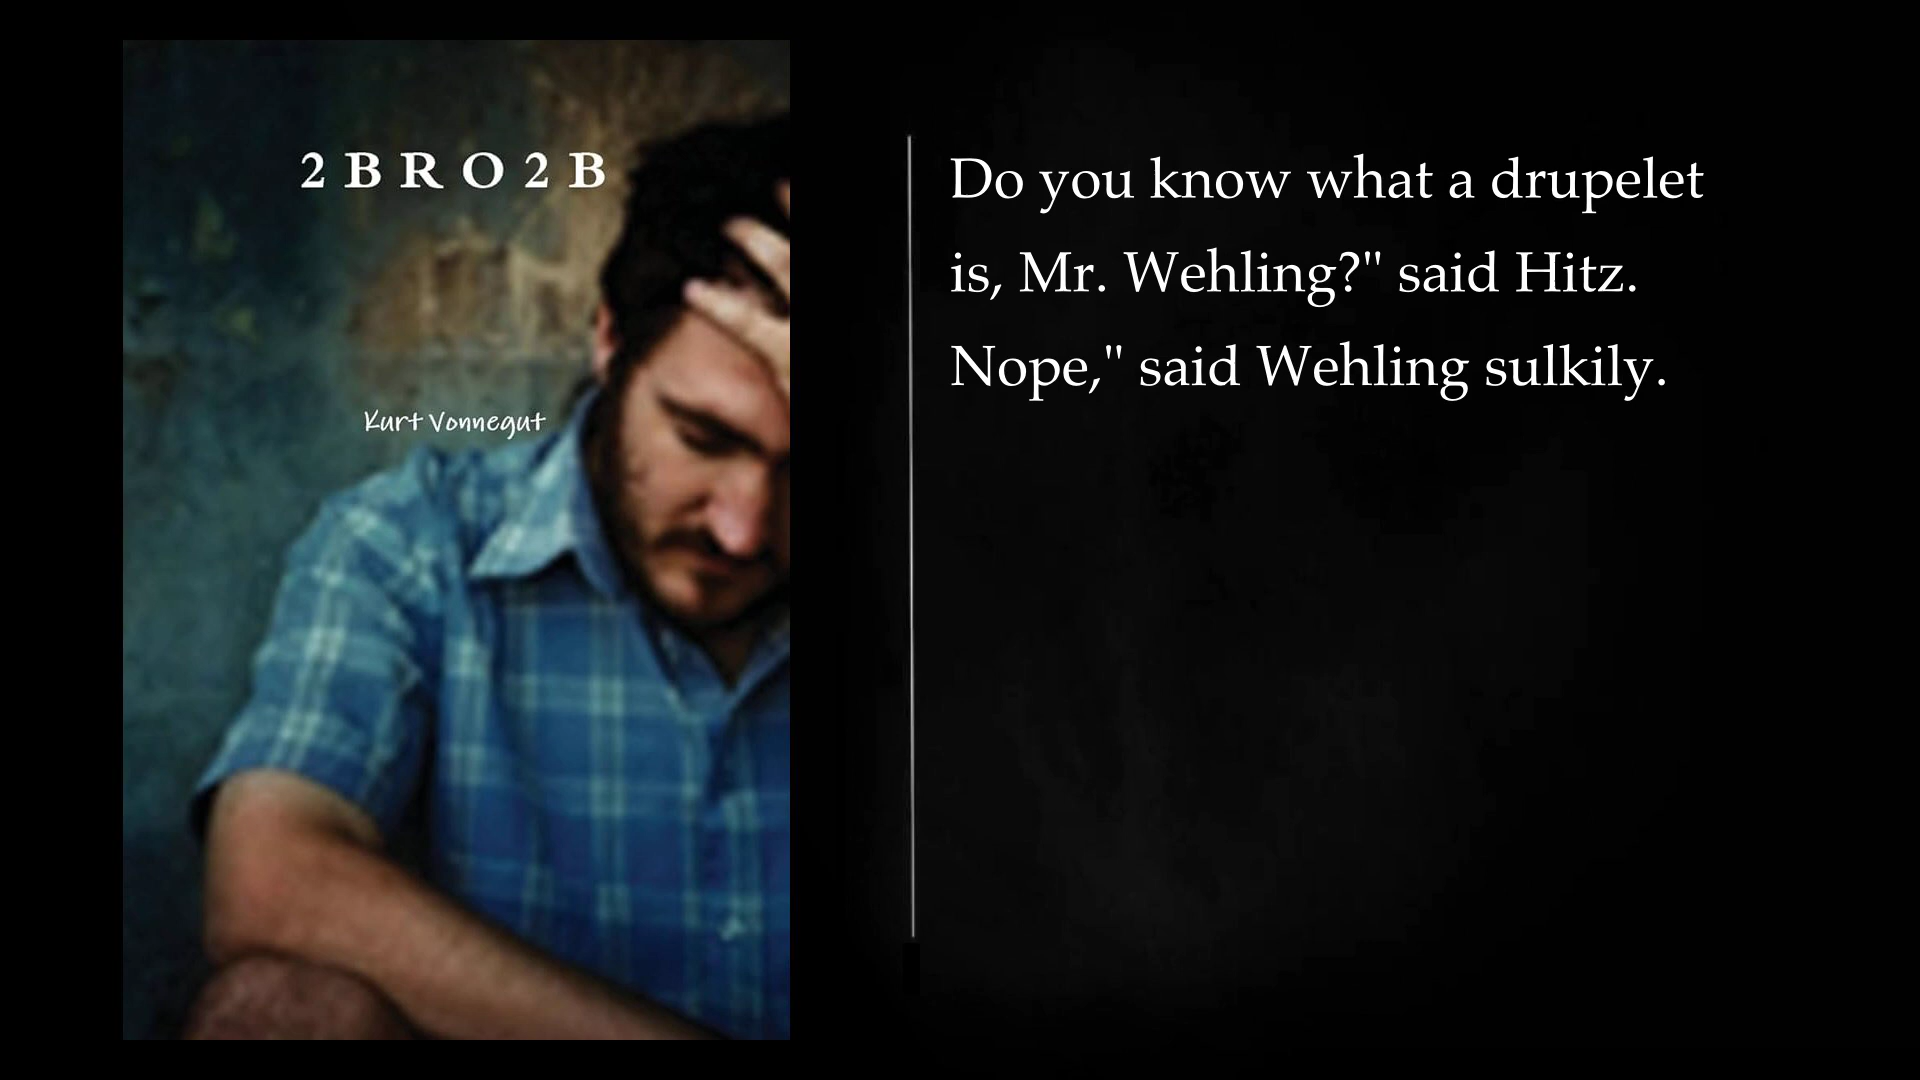 2 B R O 2 B
Kurt Vonnegut
Do you know what a drupelet
is, Mr. Wehling?" said Hitz.
Nope," said Wehling sulkily.